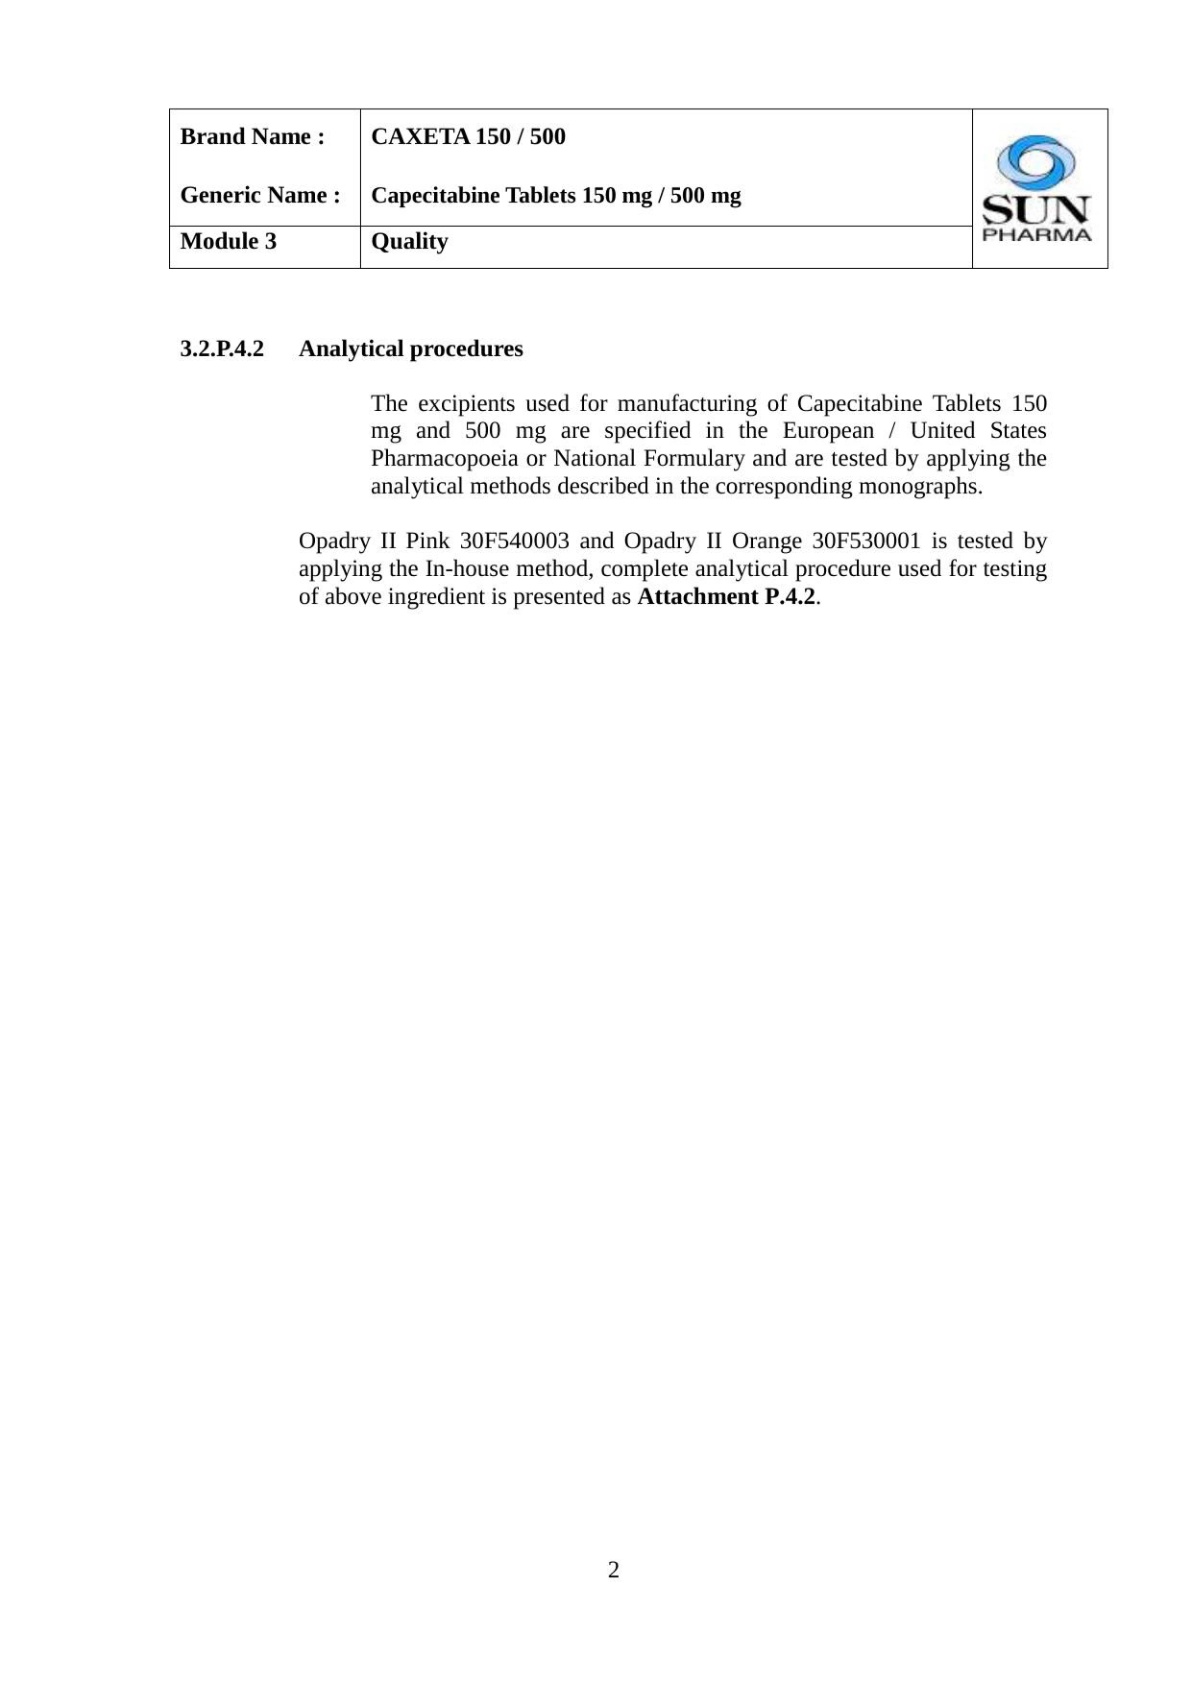 Brand Name :
CAXETA 150 / 500
Generic Name :
Capecitabine Tablets 150 mg / 500 mg
SUN
PHARMA
Module 3
Quality
3.2.P.4.2 Analytical procedures
The excipients used for manufacturing of Capecitabine Tablets 150
mg and 500 mg are specified in the European / United States
Pharmacopoeia or National Formulary and are tested by applying the
analytical methods described in the corresponding monographs.
Opadry II Pink 30F540003 and Opadry II Orange 30F530001 is tested by
applying the In-house method, complete analytical procedure used for testing
of above ingredient is presented as Attachment P.4.2.
2